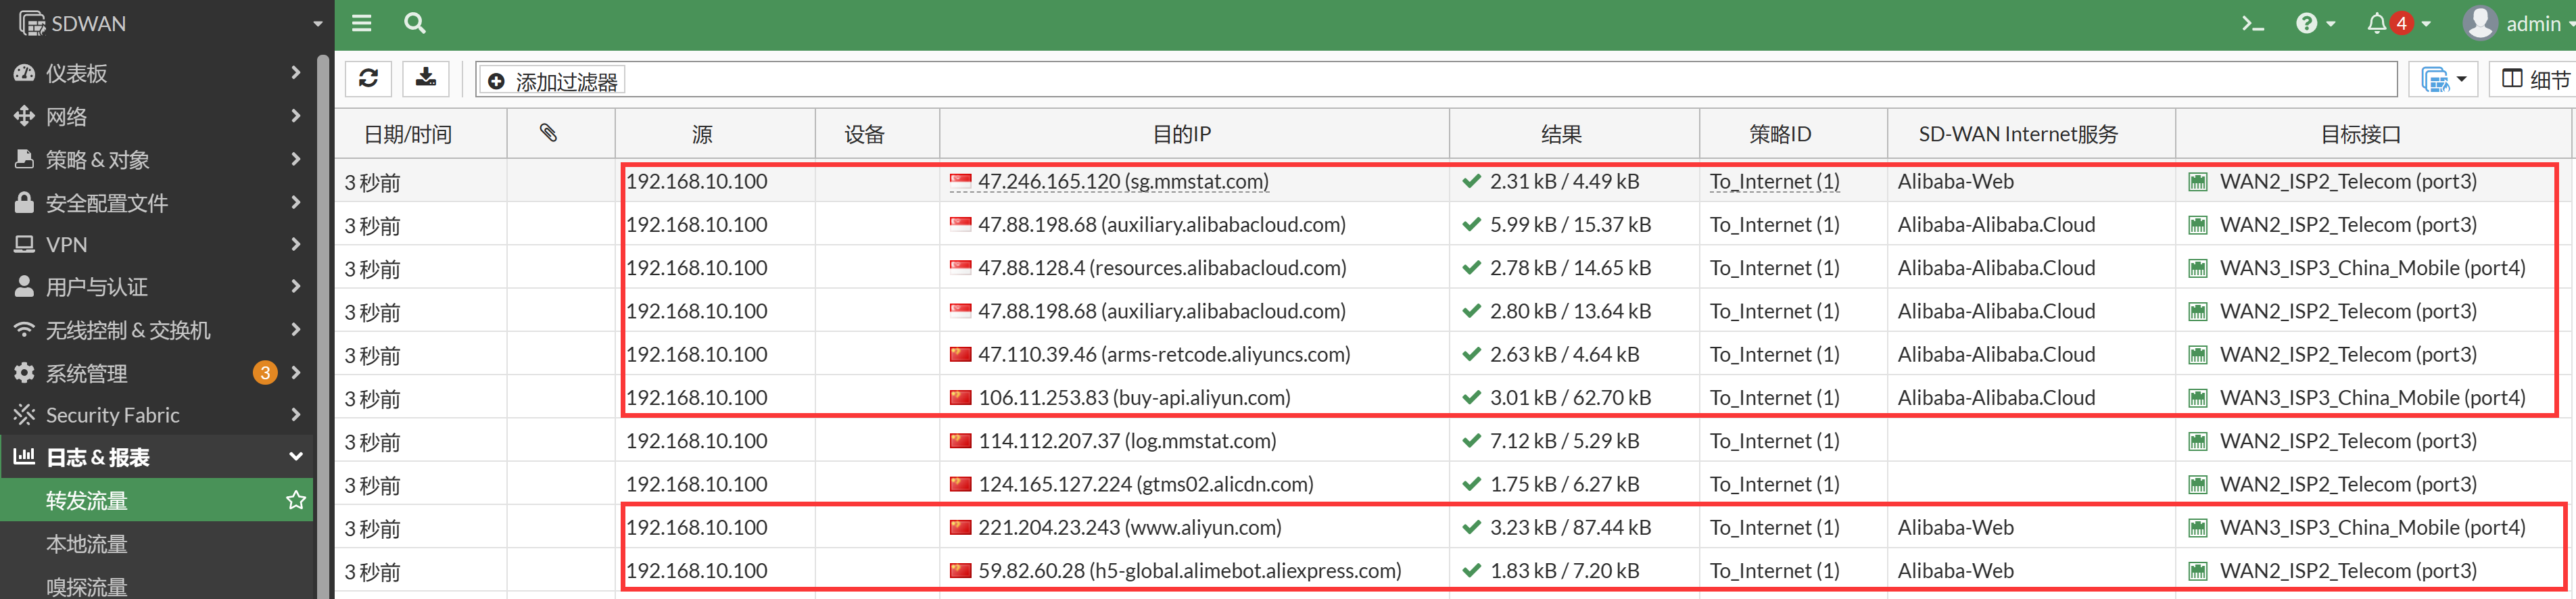 SDWAN
4 admin
仪表板
网络
策略 & 对象
安全配置文件
VPN
用户与认证
无线控制 & 交换机
系统管理 3
Security Fabric
日志 & 报表
转发流量
本地流量
嗅探流量
添加过滤器 细节
日期/时间 源 设备 目的IP 结果 策略ID SD-WAN Internet服务 目标接口
3 秒前 192.168.10.100 47.246.165.120 (sg.mmstat.com) 2.31 kB / 4.49 kB To_Internet (1) Alibaba-Web WAN2_ISP2_Telecom (port3)
3 秒前 192.168.10.100 47.88.198.68 (auxiliary.alibabacloud.com) 5.99 kB / 15.37 kB To_Internet (1) Alibaba-Alibaba.Cloud WAN2_ISP2_Telecom (port3)
3 秒前 192.168.10.100 47.88.128.4 (resources.alibabacloud.com) 2.78 kB / 14.65 kB To_Internet (1) Alibaba-Alibaba.Cloud WAN3_ISP3_China_Mobile (port4)
3 秒前 192.168.10.100 47.88.198.68 (auxiliary.alibabacloud.com) 2.80 kB / 13.64 kB To_Internet (1) Alibaba-Alibaba.Cloud WAN2_ISP2_Telecom (port3)
3 秒前 192.168.10.100 47.110.39.46 (arms-retcode.aliyuncs.com) 2.63 kB / 4.64 kB To_Internet (1) Alibaba-Alibaba.Cloud WAN2_ISP2_Telecom (port3)
3 秒前 192.168.10.100 106.11.253.83 (buy-api.aliyun.com) 3.01 kB / 62.70 kB To_Internet (1) Alibaba-Alibaba.Cloud WAN3_ISP3_China_Mobile (port4)
3 秒前 192.168.10.100 114.112.207.37 (log.mmstat.com) 7.12 kB / 5.29 kB To_Internet (1) WAN2_ISP2_Telecom (port3)
3 秒前 192.168.10.100 124.165.127.224 (gtms02.alicdn.com) 1.75 kB / 6.27 kB To_Internet (1) WAN2_ISP2_Telecom (port3)
3 秒前 192.168.10.100 221.204.23.243 (www.aliyun.com) 3.23 kB / 87.44 kB To_Internet (1) Alibaba-Web WAN3_ISP3_China_Mobile (port4)
3 秒前 192.168.10.100 59.82.60.28 (h5-global.alimebot.aliexpress.com) 1.83 kB / 7.20 kB To_Internet (1) Alibaba-Web WAN2_ISP2_Telecom (port3)